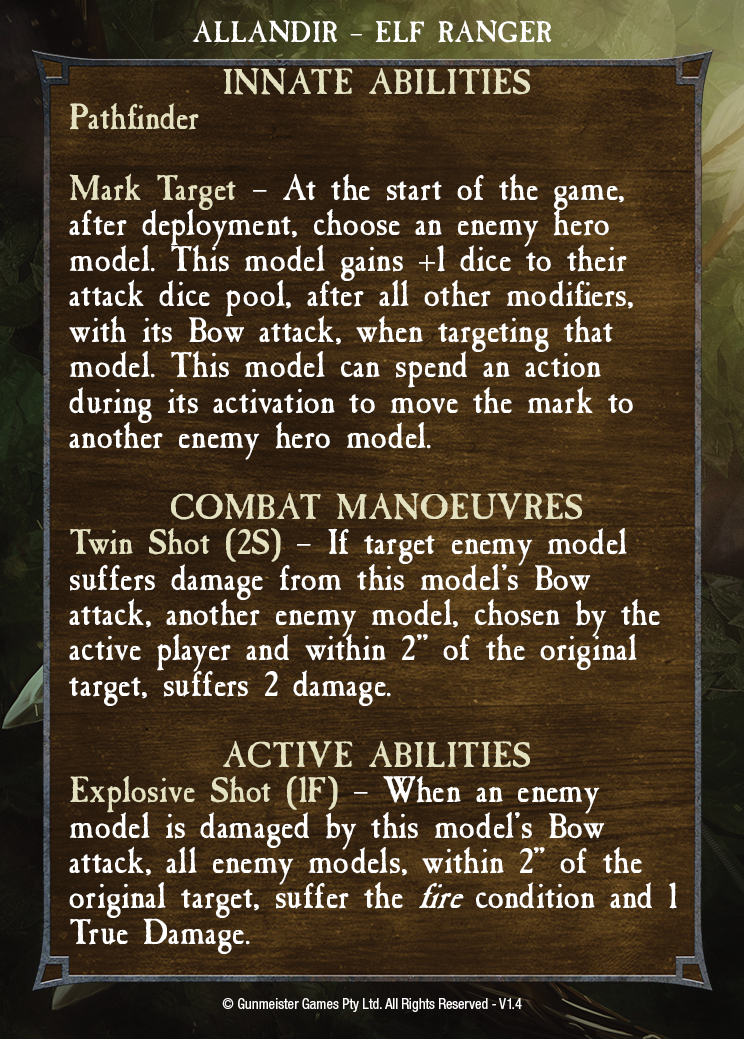 ALLANDIR – ELF RANGER
INNATE ABILITIES
Pathfinder
Mark Target – At the start of the game,
after deployment, choose an enemy hero
model. This model gains +1 dice to their
attack dice pool, after all other modifiers,
with its Bow attack, when targeting that
model. This model can spend an action
during its activation to move the mark to
another enemy hero model.
COMBAT MANOEUVRES
Twin Shot (2S) – If target enemy model
suffers damage from this model's Bow
attack, another enemy model, chosen by the
active player and within 2" of the original
target, suffers 2 damage.
ACTIVE ABILITIES
Explosive Shot (1F) – When an enemy
model is damaged by this model's Bow
attack, all enemy models, within 2" of the
original target, suffer the fire condition and 1
True Damage.
© Gunmeister Games Pty Ltd. All Rights Reserved - V1.4